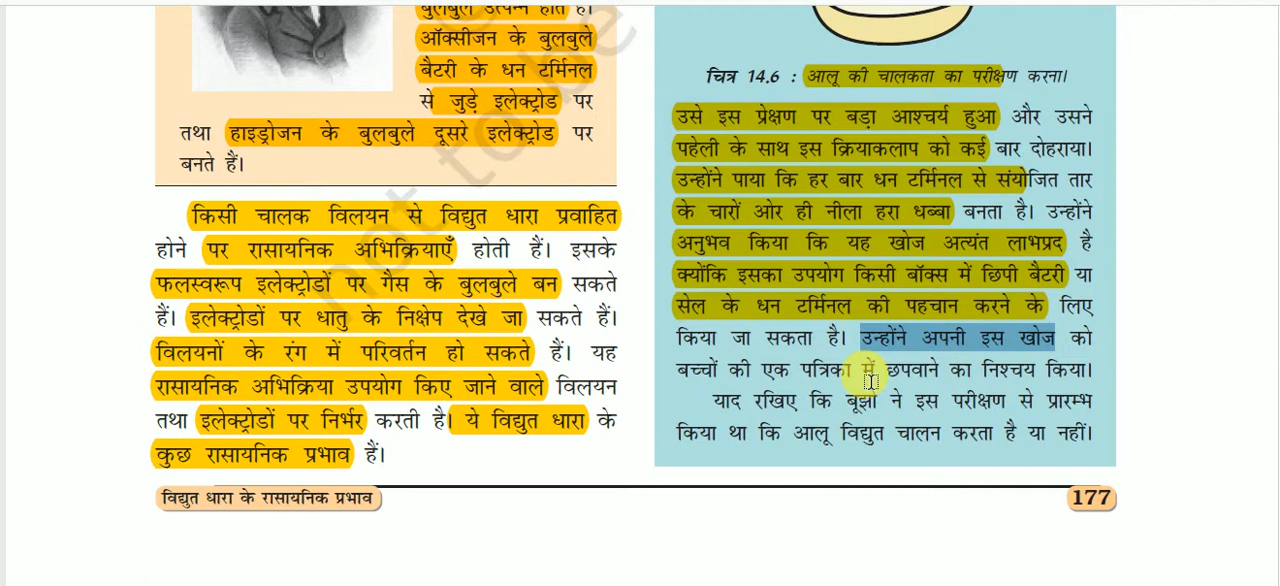 बुलबुले उत्पन्न होते हैं।
ऑक्सीजन के बुलबुले
बैटरी के धन टर्मिनल
से जुड़े इलेक्ट्रोड पर
तथा हाइड्रोजन के बुलबुले दूसरे इलेक्ट्रोड पर
बनते हैं।
किसी चालक विलयन से विद्युत धारा प्रवाहित
होने पर रासायनिक अभिक्रियाएँ होती हैं। इसके
फलस्वरूप इलेक्ट्रोडों पर गैस के बुलबुले बन सकते
हैं। इलेक्ट्रोडों पर धातु के निक्षेप देखे जा सकते हैं।
विलयनों के रंग में परिवर्तन हो सकते हैं। यह
रासायनिक अभिक्रिया उपयोग किए जाने वाले विलयन
तथा इलेक्ट्रोडों पर निर्भर करती है। ये विद्युत धारा के
कुछ रासायनिक प्रभाव हैं।
चित्र 14.6 : आलू की चालकता का परीक्षण करना।
उसे इस प्रेक्षण पर बड़ा आश्चर्य हुआ और उसने
पहेली के साथ इस क्रियाकलाप को कई बार दोहराया।
उन्होंने पाया कि हर बार धन टर्मिनल से संयोजित तार
के चारों ओर ही नीला हरा धब्बा बनता है। उन्होंने
अनुभव किया कि यह खोज अत्यंत लाभप्रद है
क्योंकि इसका उपयोग किसी बॉक्स में छिपी बैटरी या
सेल के धन टर्मिनल की पहचान करने के लिए
किया जा सकता है। उन्होंने अपनी इस खोज को
बच्चों की एक पत्रिका में छपवाने का निश्चय किया।
याद रखिए कि बूझो ने इस परीक्षण से प्रारम्भ
किया था कि आलू विद्युत चालन करता है या नहीं।
विद्युत धारा के रासायनिक प्रभाव
177
not to be